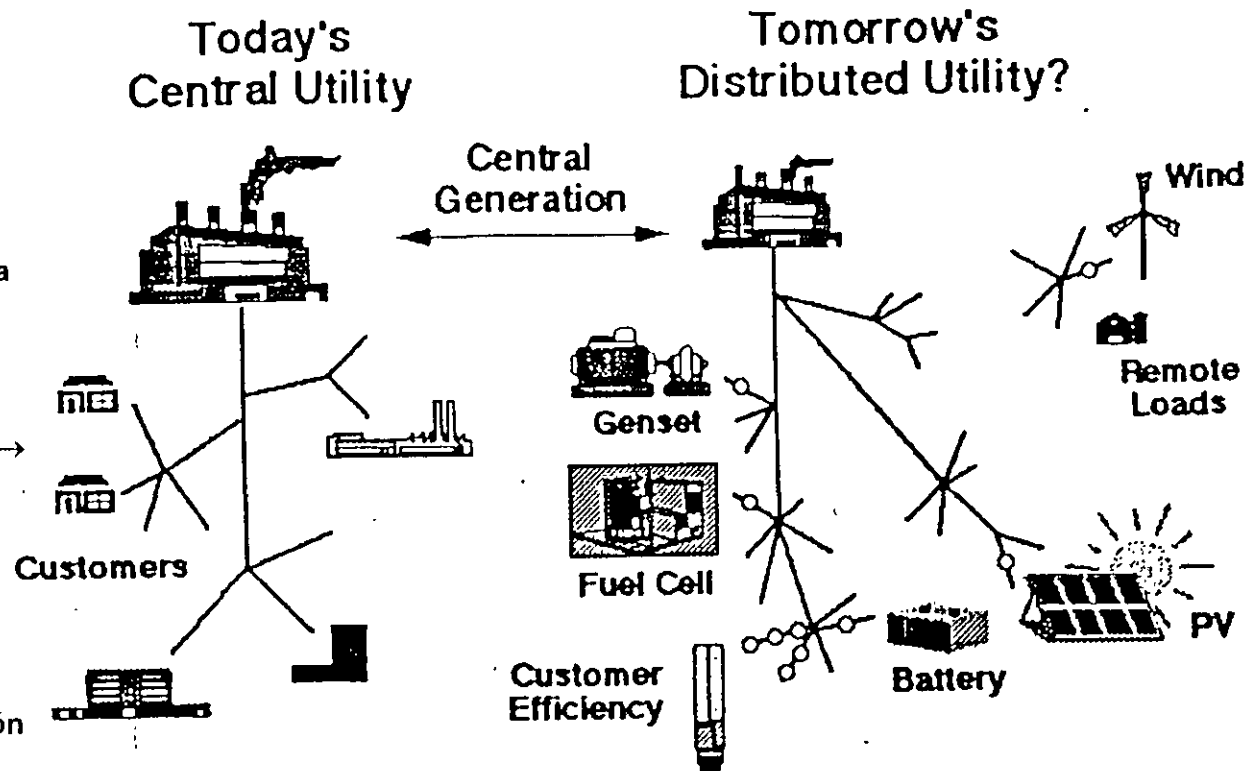 Today's
Central Utility
Tomorrow's
Distributed Utility?
Central
Generation
Wind
a
Remote
Loads
Genset
→
Customers
Fuel Cell
PV
Battery
Customer
Efficiency
ón